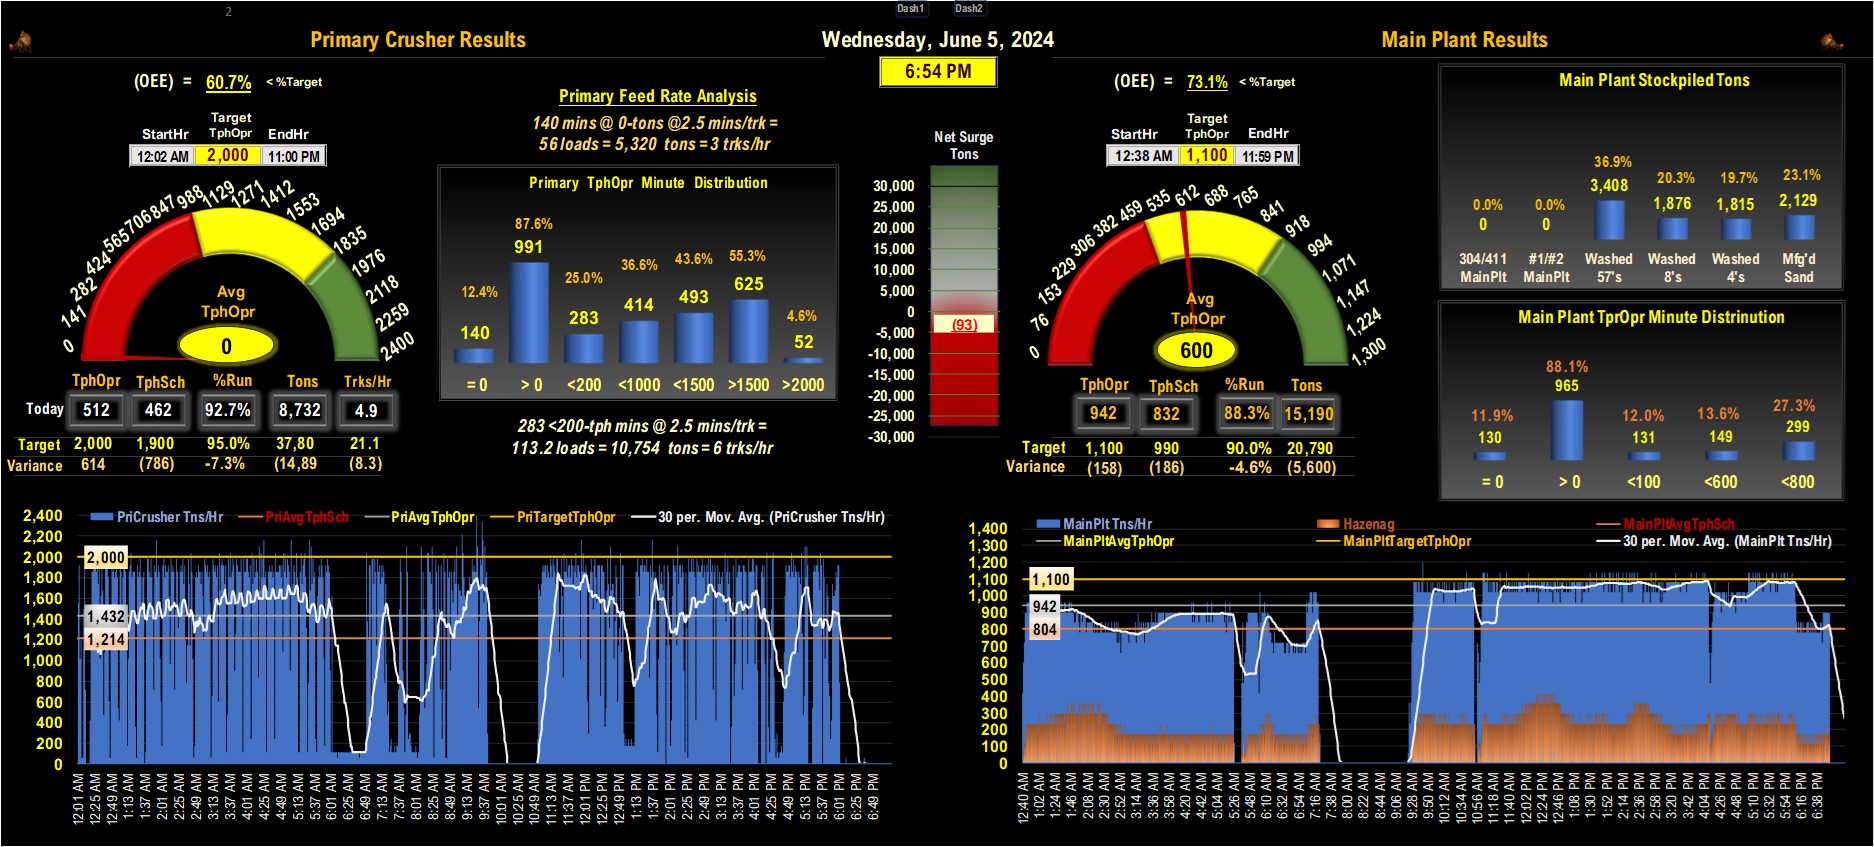 2
Dash1 Dash2
Primary Crusher Results
Wednesday, June 5, 2024
Main Plant Results
6:54 PM
(OEE) = 60.7% < %Target
Target
StartHr TphOpr EndHr
12:02 AM 2,000 11:00 PM
0 141 282 424 565 706 847 988 1129 1271 1412 1553 1694 1835 1976 2118 2259 2400
Avg
TphOpr
0
TphOpr TphSch %Run Tons Trks/Hr
Today 512 462 92.7% 8,732 4.9
Target 2,000 1,900 95.0% 37,80 21.1
Variance 614 (786) -7.3% (14,89 (8.3)
Primary Feed Rate Analysis
140 mins @ 0-tons @2.5 mins/trk =
56 loads = 5,320 tons = 3 trks/hr
Primary TphOpr Minute Distribution
12.4% 87.6% 25.0% 36.6% 43.6% 55.3% 4.6%
140 991 283 414 493 625 52
= 0 > 0 <200 <1000 <1500 >1500 >2000
283 <200-tph mins @ 2.5 mins/trk =
113.2 loads = 10,754 tons = 6 trks/hr
Net Surge
Tons
30,000
25,000
20,000
15,000
10,000
5,000
0
(93)
-5,000
-10,000
-15,000
-20,000
-25,000
-30,000
(OEE) = 73.1% < %Target
Target
StartHr TphOpr EndHr
12:38 AM 1,100 11:59 PM
0 76 153 229 306 382 459 535 612 688 765 841 918 994 1,071 1,147 1,224 1,300
Avg
TphOpr
600
TphOpr TphSch %Run Tons
942 832 88.3% 15,190
Target 1,100 990 90.0% 20,790
Variance (158) (186) -4.6% (5,600)
Main Plant Stockpiled Tons
0.0% 0.0% 36.9% 20.3% 19.7% 23.1%
0 0 3,408 1,876 1,815 2,129
304/411 #1/#2 Washed Washed Washed Mfg'd
MainPlt MainPlt 57's 8's 4's Sand
Main Plant TprOpr Minute Distrinution
11.9% 88.1% 12.0% 13.6% 27.3%
130 965 131 149 299
= 0 > 0 <100 <600 <800
PriCrusher Tns/Hr PriAvgTphSch PriAvgTphOpr PriTargetTphOpr 30 per. Mov. Avg. (PriCrusher Tns/Hr)
2,400
2,200
2,000
1,800
1,600
1,400
1,200
1,000
800
600
400
200
0
2,000
1,432
1,214
12:01 AM 12:25 AM 12:49 AM 1:13 AM 1:37 AM 2:01 AM 2:25 AM 2:49 AM 3:13 AM 3:37 AM 4:01 AM 4:25 AM 4:49 AM 5:13 AM 5:37 AM 6:01 AM 6:25 AM 6:49 AM 7:13 AM 7:37 AM 8:01 AM 8:25 AM 8:49 AM 9:13 AM 9:37 AM 10:01 AM 10:25 AM 10:49 AM 11:13 AM 11:37 AM 12:01 PM 12:25 PM 12:49 PM 1:13 PM 1:37 PM 2:01 PM 2:25 PM 2:49 PM 3:13 PM 3:37 PM 4:01 PM 4:25 PM 4:49 PM 5:13 PM 5:37 PM 6:01 PM 6:25 PM 6:49 PM
MainPlt Tns/Hr Hazenag MainPltAvgTphSch
MainPltAvgTphOpr MainPltTargetTphOpr 30 per. Mov. Avg. (MainPlt Tns/Hr)
1,400
1,300
1,200
1,100
1,000
900
800
700
600
500
400
300
200
100
0
1,100
942
804
12:40 AM 1:02 AM 1:24 AM 1:46 AM 2:08 AM 2:30 AM 2:52 AM 3:14 AM 3:36 AM 3:58 AM 4:20 AM 4:42 AM 5:04 AM 5:26 AM 5:48 AM 6:10 AM 6:32 AM 6:54 AM 7:16 AM 7:38 AM 8:00 AM 8:22 AM 8:44 AM 9:06 AM 9:28 AM 9:50 AM 10:12 AM 10:34 AM 10:56 AM 11:18 AM 11:40 AM 12:02 PM 12:24 PM 12:46 PM 1:08 PM 1:30 PM 1:52 PM 2:14 PM 2:36 PM 2:58 PM 3:20 PM 3:42 PM 4:04 PM 4:26 PM 4:48 PM 5:10 PM 5:32 PM 5:54 PM 6:16 PM 6:38 PM